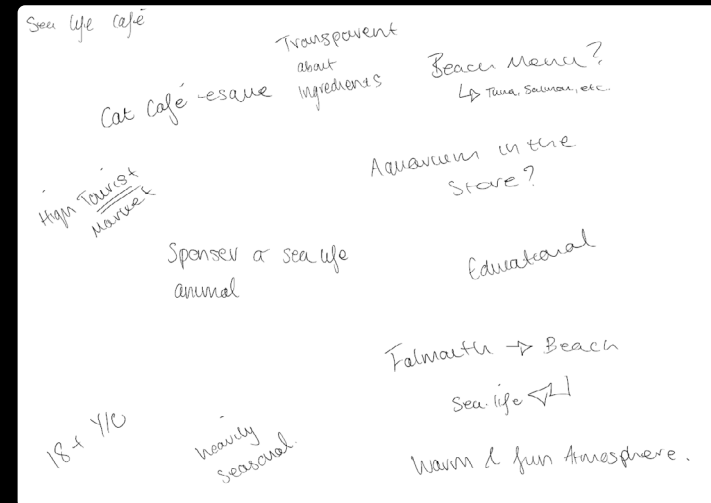 Sea life café
Transparent
about
ingredients
Beach Menu?
↳ Tuna, Salmon, etc.
Cat Café -esque
Aquarium in the
Store?
High Tourist
Market
Sponser a sea life
animal
Educational
Falmouth → Beach
Sea life
18+ Y/O
heavily
seasonal.
Warm & fun Atmosphere.